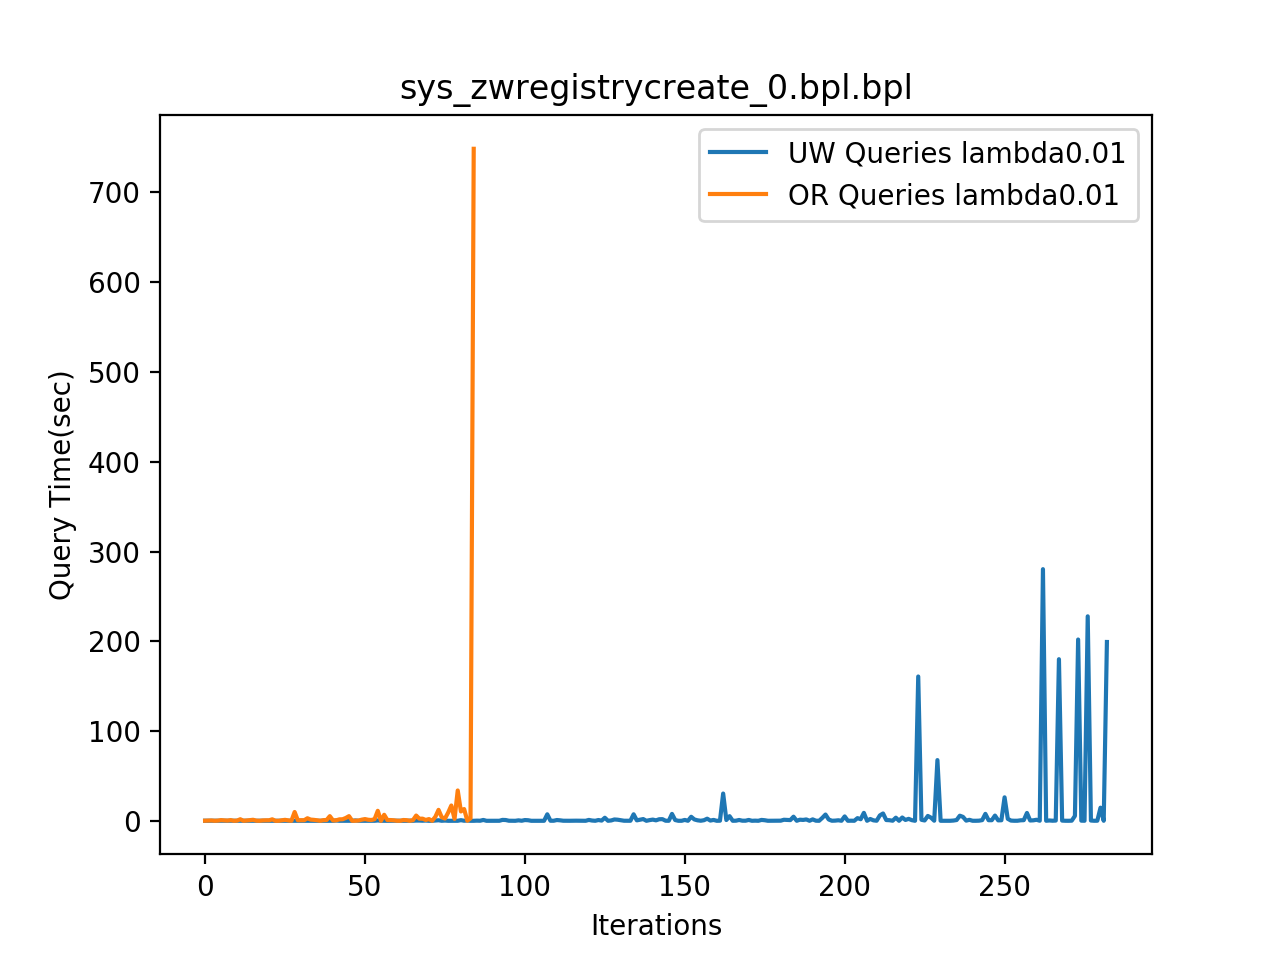 sys_zwregistrycreate_0.bpl.bpl
UW Queries lambda0.01
OR Queries lambda0.01
700
600
500
400
300
200
100
0
Query Time(sec)
0 50 100 150 200 250
Iterations